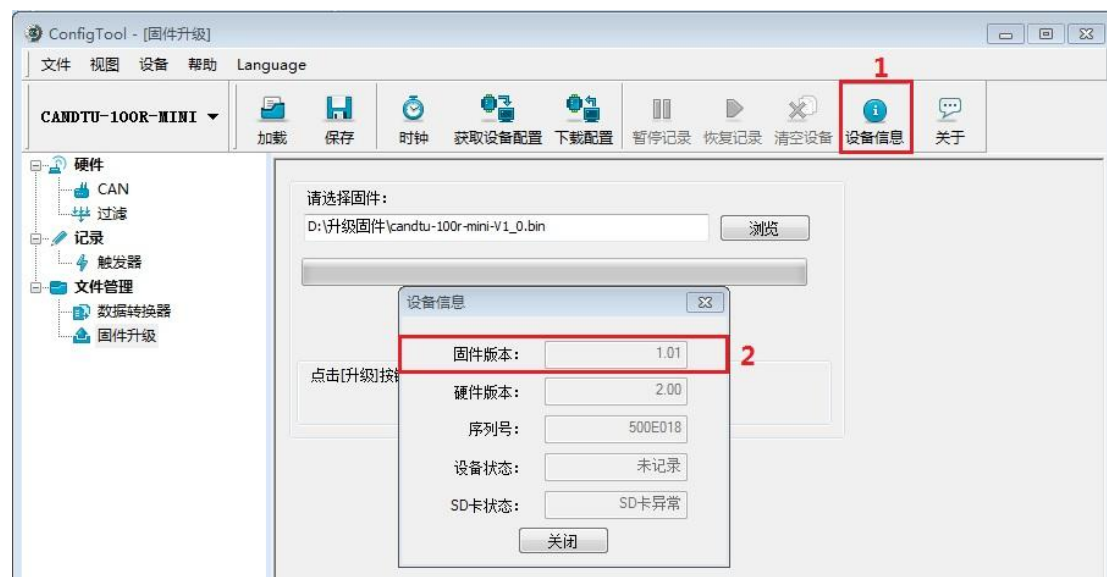 ConfigTool - [固件升级]
文件 视图 设备 帮助 Language
1
CANDTU-100R-MINI
加载 保存 时钟 获取设备配置 下载配置 暂停记录 恢复记录 清空设备 设备信息 关于
硬件
CAN
过滤
记录
触发器
文件管理
数据转换器
固件升级
请选择固件：
D:\升级固件\candtu-100r-mini-V1_0.bin 浏览
点击[升级]按
设备信息
固件版本： 1.01 2
硬件版本： 2.00
序列号： 500E018
设备状态： 未记录
SD卡状态： SD卡异常
关闭